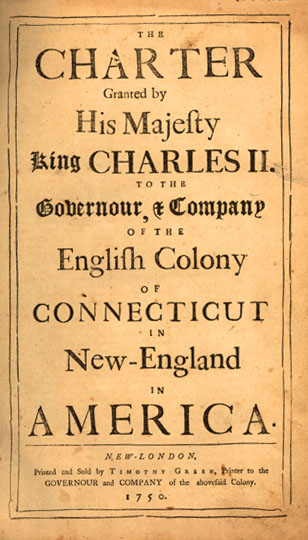 THE
CHARTER
Granted by
His Majeſty
King CHARLES II.
TO THE
Governour, & Company
OF THE
Engliſh Colony
OF
CONNECTICUT
IN
New-England
IN
AMERICA.
NEW-LONDON,
Printed and Sold by TIMOTHY GREEN, Printer to the
GOVERNOUR and COMPANY of the aboveſaid Colony.
1750.